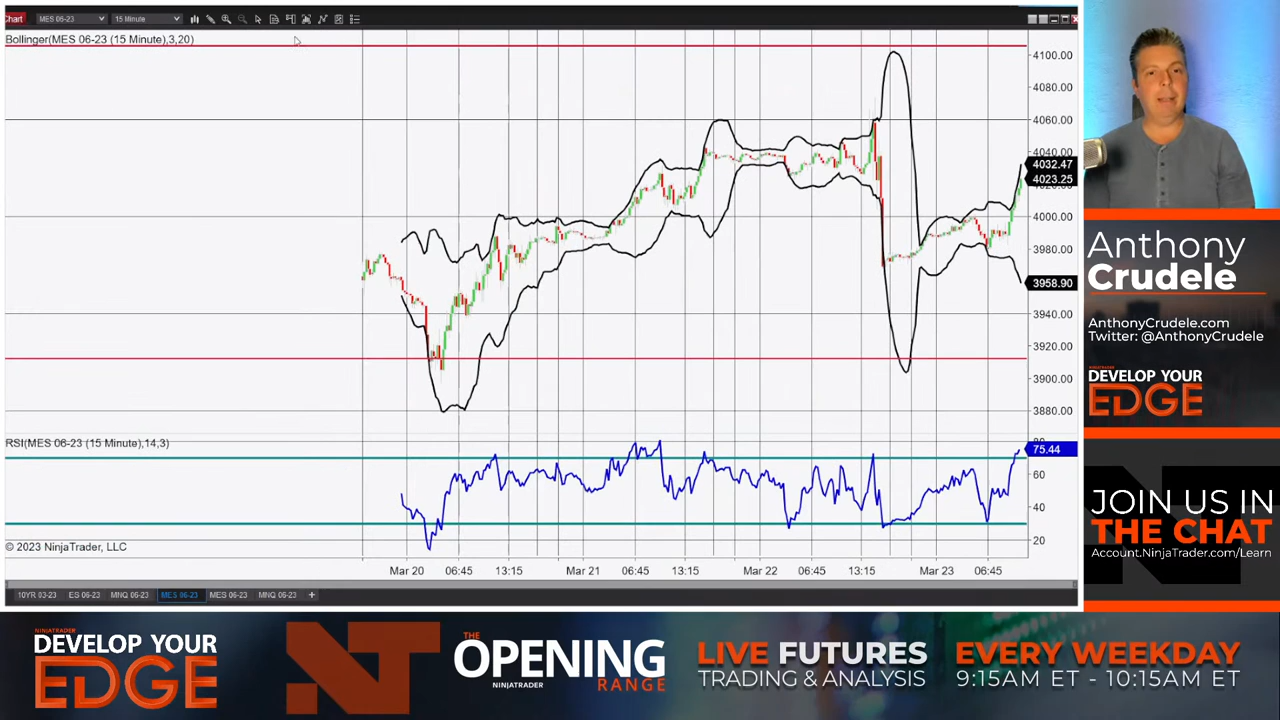 Chart
MES 06-23
15 Minute
Bollinger(MES 06-23 (15 Minute),3,20)
4100.00
4080.00
4060.00
4040.00
4032.47
4023.25
4000.00
3980.00
3958.90
3940.00
3920.00
3900.00
3880.00
RSI(MES 06-23 (15 Minute),14,3)
80
75.44
60
40
20
© 2023 NinjaTrader, LLC
Mar 20 06:45 13:15 Mar 21 06:45 13:15 Mar 22 06:45 13:15 Mar 23 06:45
10YR 03-23 ES 06-23 MNQ 06-23 MES 06-23 MES 06-23 MNQ 06-23 +
Anthony
Crudele
AnthonyCrudele.com
Twitter: @AnthonyCrudele
NINJATRADER
DEVELOP YOUR
EDGE
JOIN US IN
THE CHAT
Account.NinjaTrader.com/Learn
NINJATRADER
DEVELOP YOUR
EDGE
THE
OPENING
NINJATRADER RANGE
LIVE FUTURES
TRADING & ANALYSIS
EVERY WEEKDAY
9:15AM ET - 10:15AM ET